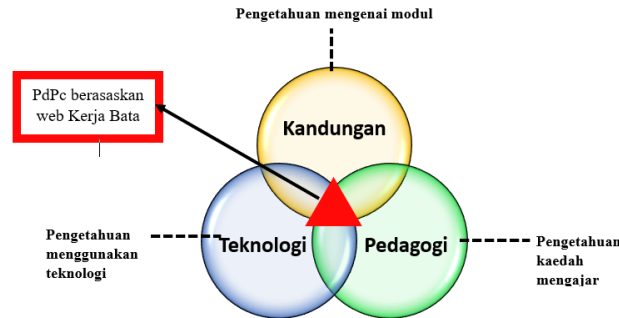 Pengetahuan mengenai modul
PdPc berasaskan
web Kerja Bata
Kandungan
Teknologi
Pedagogi
Pengetahuan
menggunakan
teknologi
Pengetahuan
kaedah
mengajar